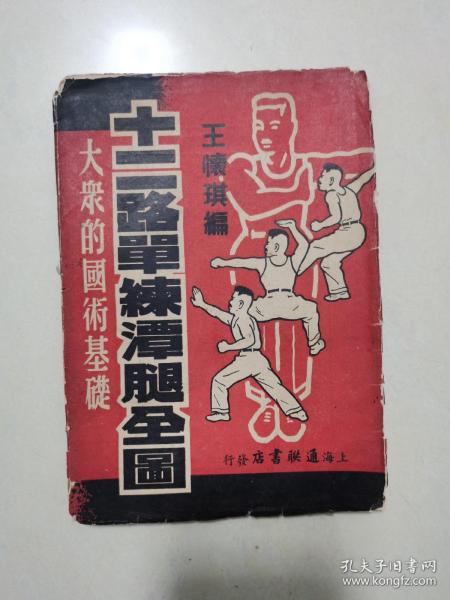 十二路單練潭腿全圖
大衆的國術基礎
王懷琪編
上海通聯書店發行
孔夫子旧书网
www.kongfz.com